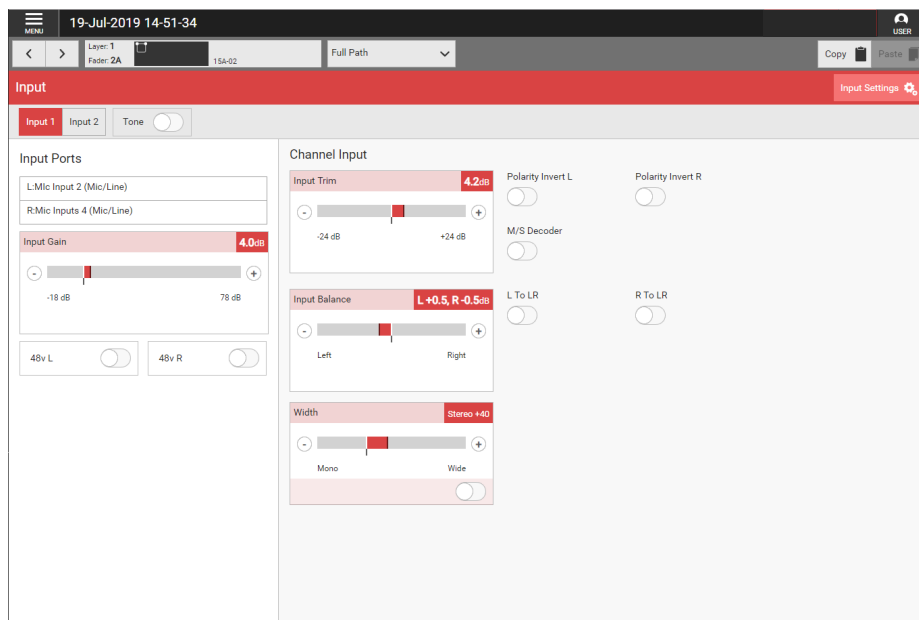 MENU
19-Jul-2019 14-51-34
USER
Layer: 1
Fader: 2A
15A-02
Full Path
Copy
Paste
Input
Input Settings
Input 1
Input 2
Tone
Input Ports
L:MIc Input 2 (Mic/Line)
R:Mic Inputs 4 (Mic/Line)
Input Gain
4.0dB
-
+
-18 dB
78 dB
48v L
48v R
Channel Input
Input Trim
4.2dB
-
+
-24 dB
+24 dB
Polarity Invert L
Polarity Invert R
M/S Decoder
Input Balance
L +0.5, R -0.5dB
-
+
Left
Right
L To LR
R To LR
Width
Stereo +40
-
+
Mono
Wide